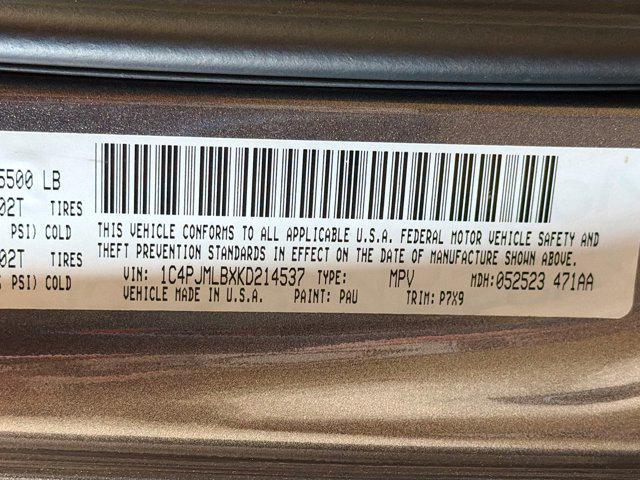 5500 LB
02T TIRES
PSI) COLD
02T TIRES
PSI) COLD
THIS VEHICLE CONFORMS TO ALL APPLICABLE U.S.A. FEDERAL MOTOR VEHICLE SAFETY AND
THEFT PREVENTION STANDARDS IN EFFECT ON THE DATE OF MANUFACTURE SHOWN ABOVE.
VIN: 1C4PJMLBXKD214537 TYPE: MPV MDH:052523 471AA
VEHICLE MADE IN U.S.A. PAINT: PAU TRIM: P7X9